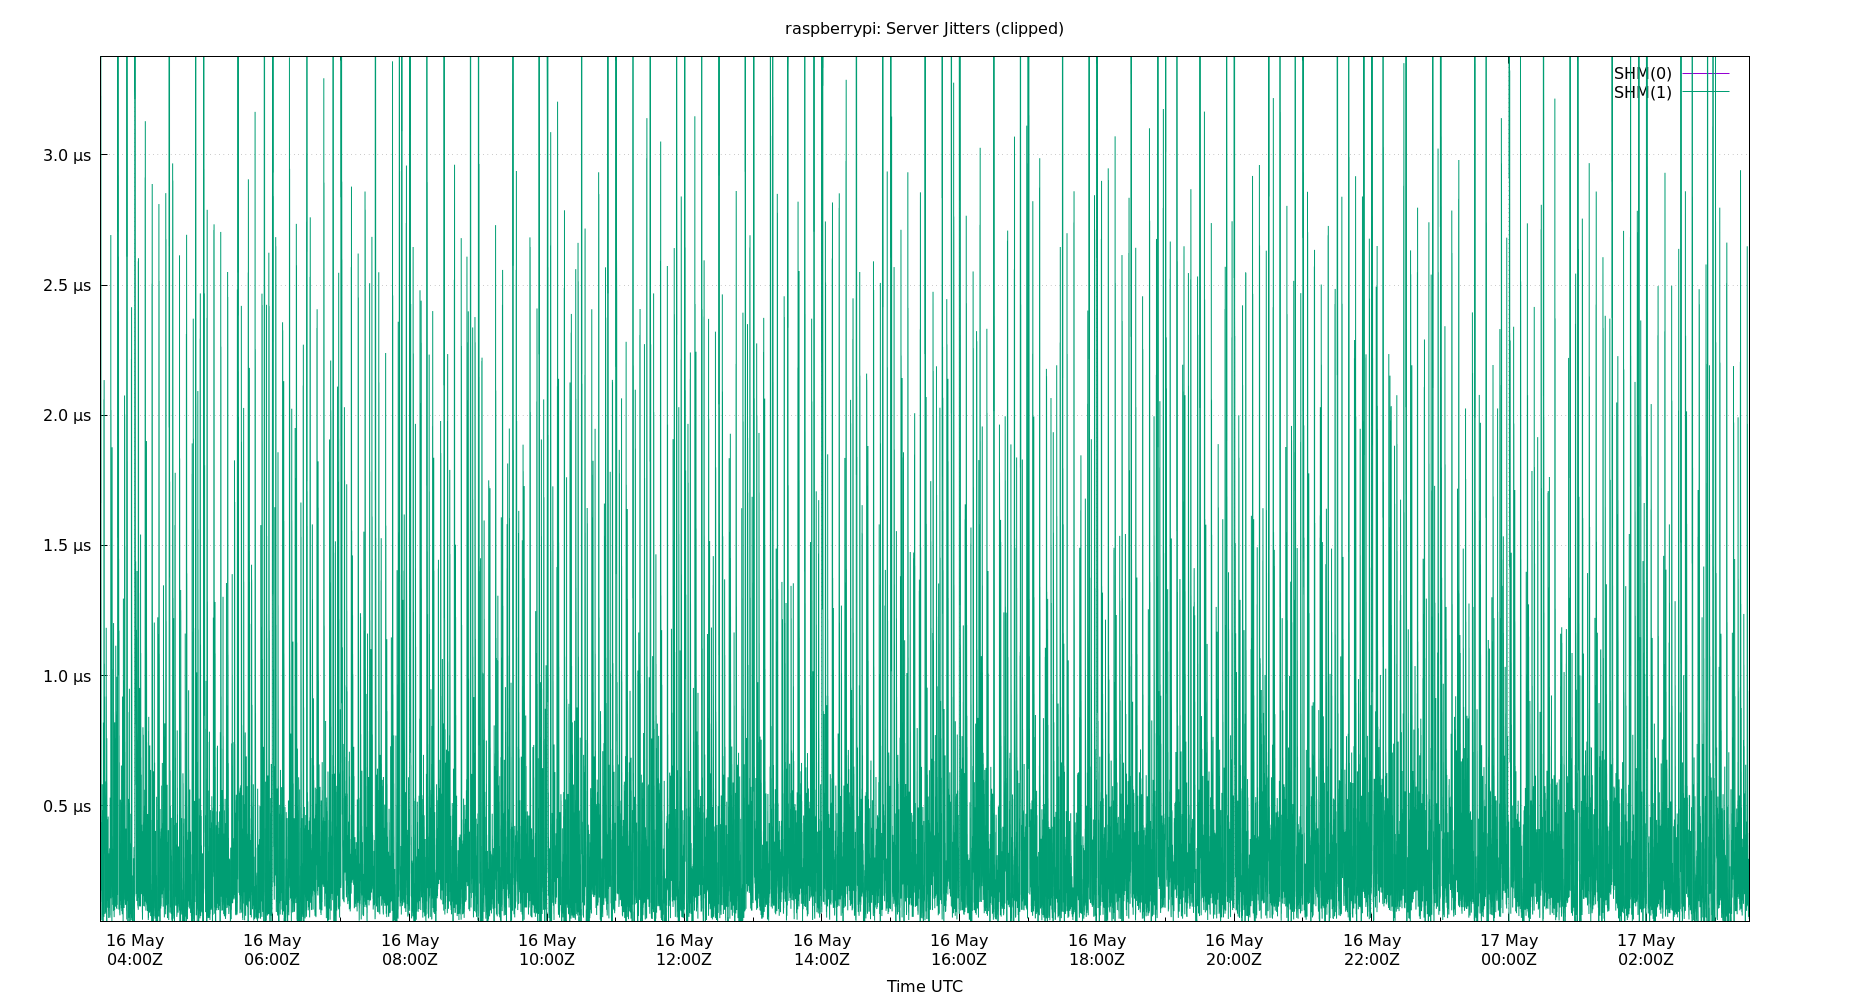 raspberrypi: Server Jitters (clipped)
SHM(0)
SHM(1)
3.0 µs
2.5 µs
2.0 µs
1.5 µs
1.0 µs
0.5 µs
16 May 16 May 16 May 16 May 16 May 16 May 16 May 16 May 16 May 16 May 17 May 17 May
04:00Z 06:00Z 08:00Z 10:00Z 12:00Z 14:00Z 16:00Z 18:00Z 20:00Z 22:00Z 00:00Z 02:00Z
Time UTC